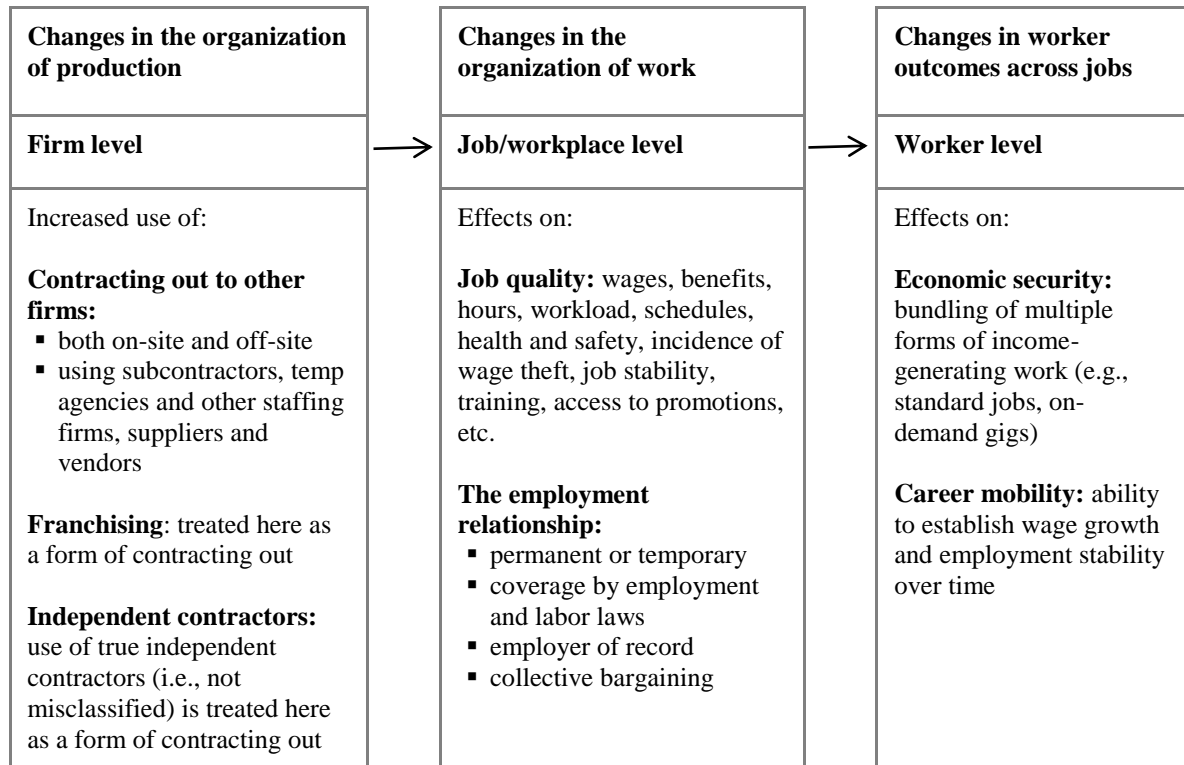 Changes in the organization
of production
Firm level
Increased use of:
Contracting out to other
firms:
▪ both on-site and off-site
▪ using subcontractors, temp
agencies and other staffing
firms, suppliers and
vendors
Franchising: treated here as
a form of contracting out
Independent contractors:
use of true independent
contractors (i.e., not
misclassified) is treated here
as a form of contracting out
Changes in the
organization of work
Job/workplace level
Effects on:
Job quality: wages, benefits,
hours, workload, schedules,
health and safety, incidence of
wage theft, job stability,
training, access to promotions,
etc.
The employment
relationship:
▪ permanent or temporary
▪ coverage by employment
and labor laws
▪ employer of record
▪ collective bargaining
Changes in worker
outcomes across jobs
Worker level
Effects on:
Economic security:
bundling of multiple
forms of income-
generating work (e.g.,
standard jobs, on-
demand gigs)
Career mobility: ability
to establish wage growth
and employment stability
over time